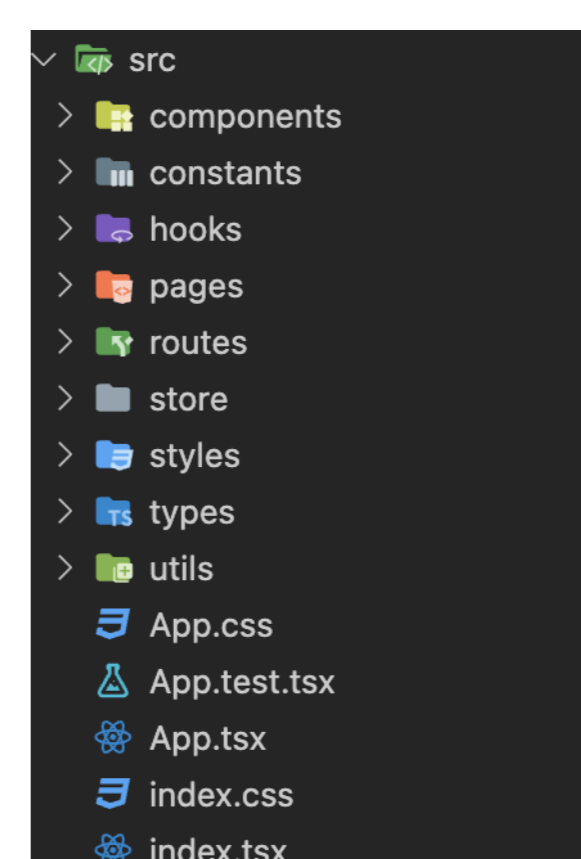 src
components
constants
hooks
pages
routes
store
styles
types
utils
App.css
App.test.tsx
App.tsx
index.css
index.tsx